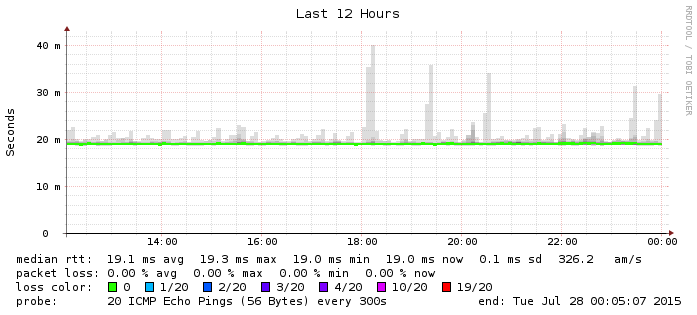 Last 12 Hours
RRDTOOL / TOBI OETIKER
Seconds
40 m
30 m
20 m
10 m
0
14:00 16:00 18:00 20:00 22:00 00:00
median rtt: 19.1 ms avg 19.3 ms max 19.0 ms min 19.0 ms now 0.1 ms sd 326.2 am/s
packet loss: 0.00 % avg 0.00 % max 0.00 % min 0.00 % now
loss color: 0 1/20 2/20 3/20 4/20 10/20 19/20
probe: 20 ICMP Echo Pings (56 Bytes) every 300s end: Tue Jul 28 00:05:07 2015